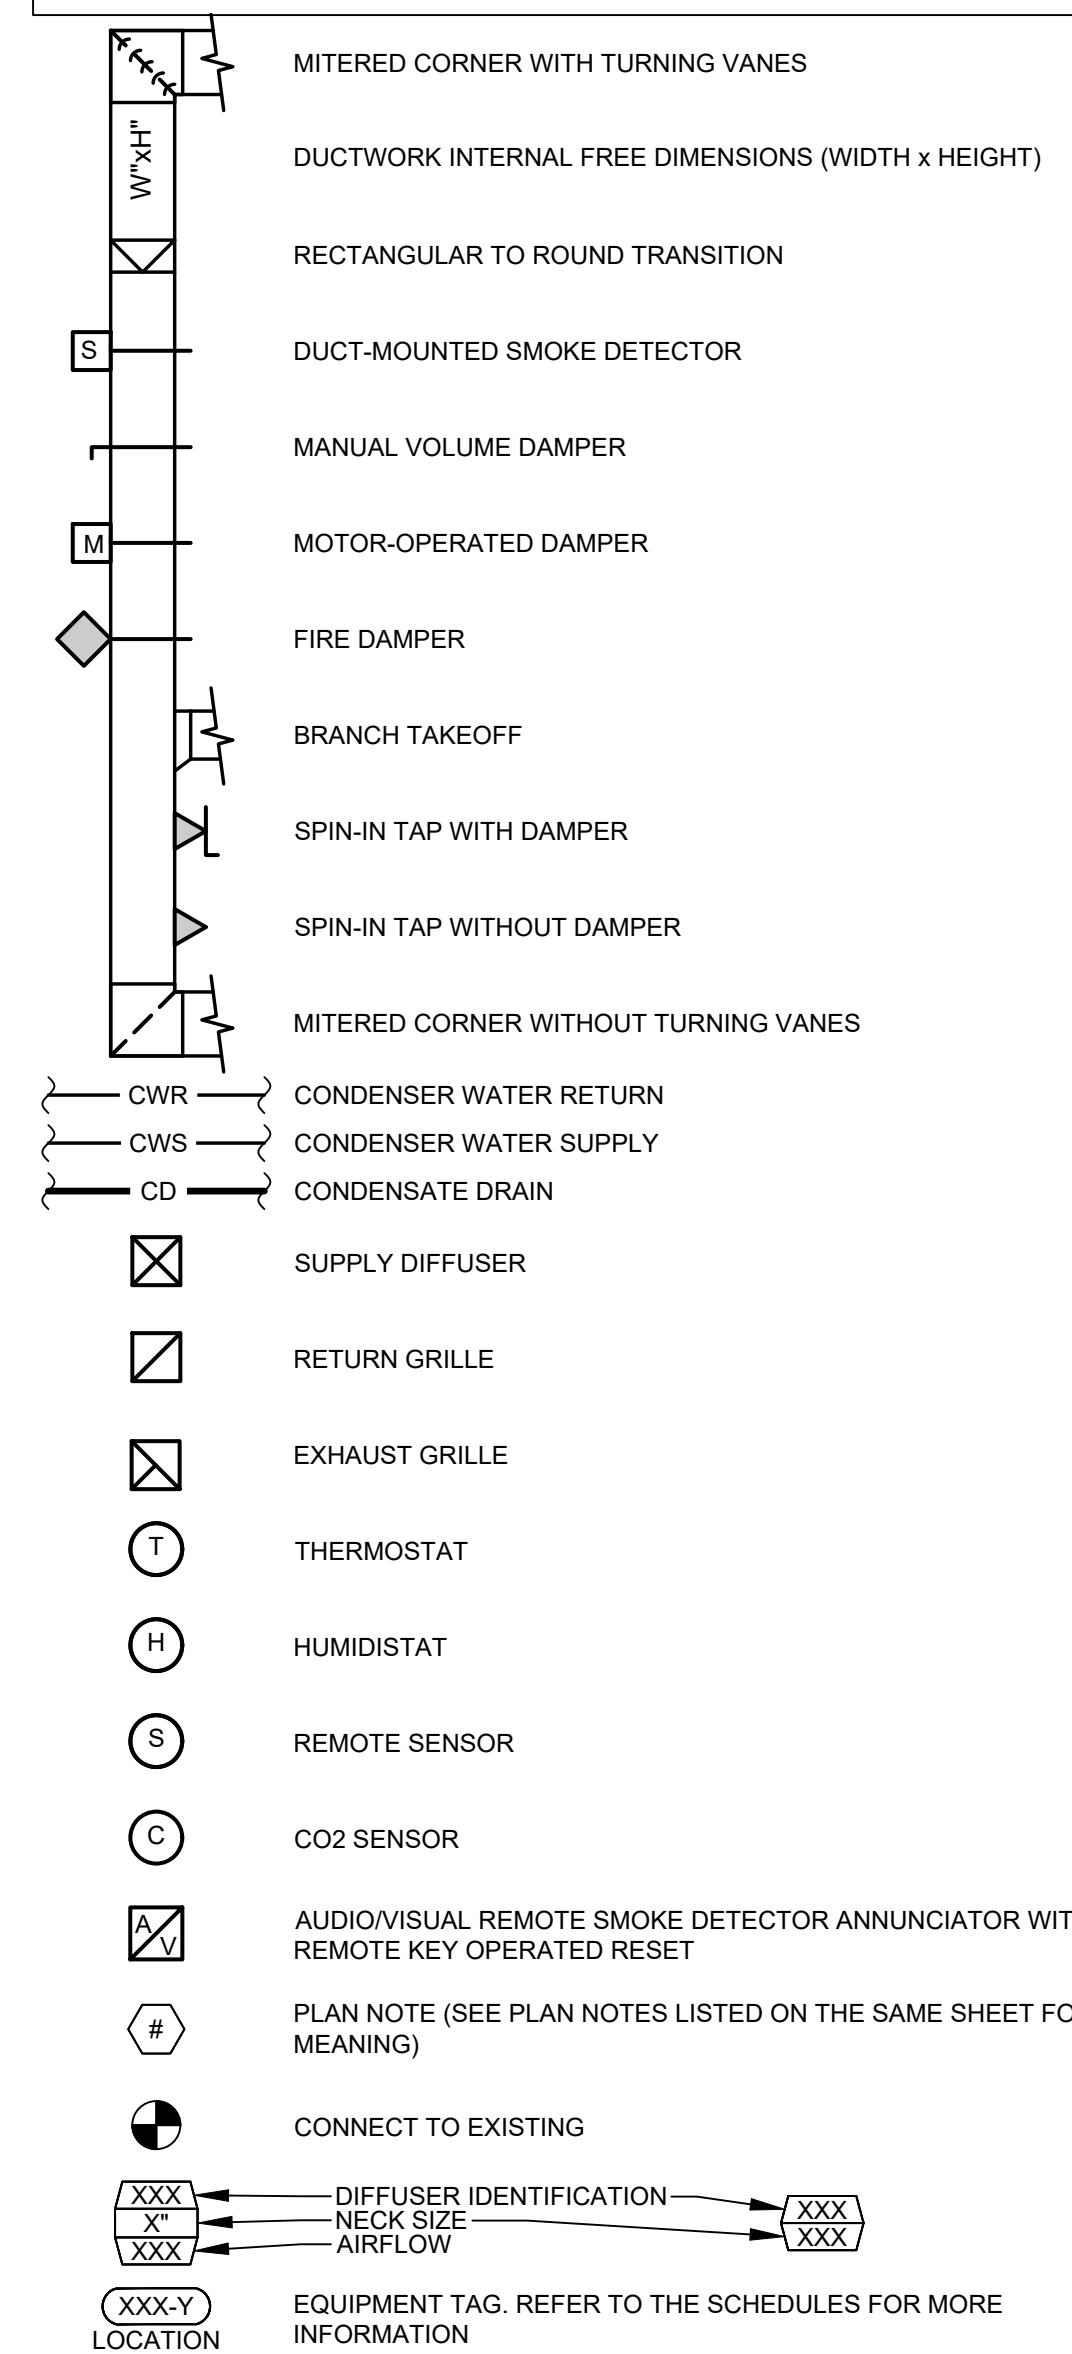 MITERED CORNER WITH TURNING VANES
W"xH"
DUCTWORK INTERNAL FREE DIMENSIONS (WIDTH x HEIGHT)
RECTANGULAR TO ROUND TRANSITION
S DUCT-MOUNTED SMOKE DETECTOR
MANUAL VOLUME DAMPER
M MOTOR-OPERATED DAMPER
FIRE DAMPER
BRANCH TAKEOFF
SPIN-IN TAP WITH DAMPER
SPIN-IN TAP WITHOUT DAMPER
MITERED CORNER WITHOUT TURNING VANES
CWR CONDENSER WATER RETURN
CWS CONDENSER WATER SUPPLY
CD CONDENSATE DRAIN
SUPPLY DIFFUSER
RETURN GRILLE
EXHAUST GRILLE
T THERMOSTAT
H HUMIDISTAT
S REMOTE SENSOR
C CO2 SENSOR
A/V AUDIO/VISUAL REMOTE SMOKE DETECTOR ANNUNCIATOR WIT
REMOTE KEY OPERATED RESET
# PLAN NOTE (SEE PLAN NOTES LISTED ON THE SAME SHEET FO
MEANING)
CONNECT TO EXISTING
XXX DIFFUSER IDENTIFICATION XXX
X" NECK SIZE XXX
XXX AIRFLOW
XXX-Y EQUIPMENT TAG. REFER TO THE SCHEDULES FOR MORE
LOCATION INFORMATION